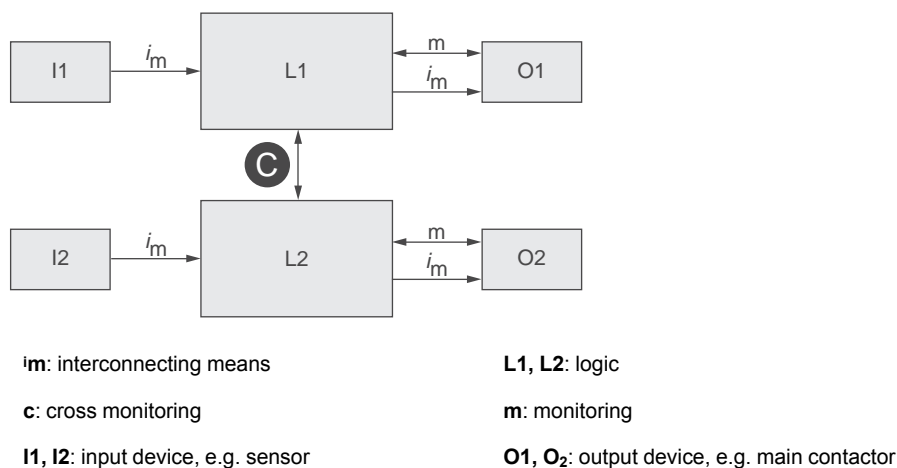 I1
im
L1
m
im
O1
C
I2
im
L2
m
im
O2
im: interconnecting means
L1, L2: logic
c: cross monitoring
m: monitoring
I1, I2: input device, e.g. sensor
O1, O₂: output device, e.g. main contactor